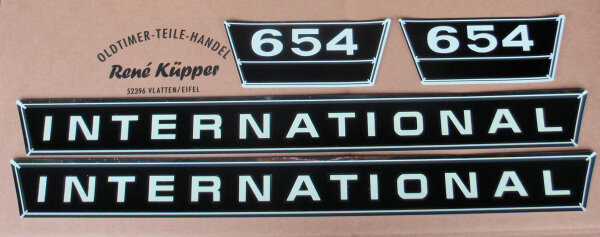 OLDTIMER-TEILE-HANDEL
René Küpper
52396 VLATTEN/EIFEL
654
654
INTERNATIONAL
INTERNATIONAL